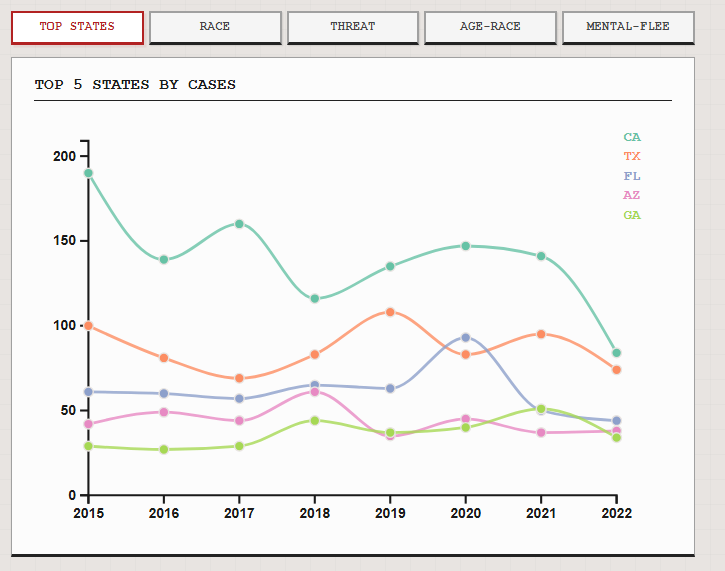 TOP STATES RACE THREAT AGE-RACE MENTAL-FLEE
TOP 5 STATES BY CASES
CA
TX
FL
AZ
GA
200
150
100
50
0
2015 2016 2017 2018 2019 2020 2021 2022